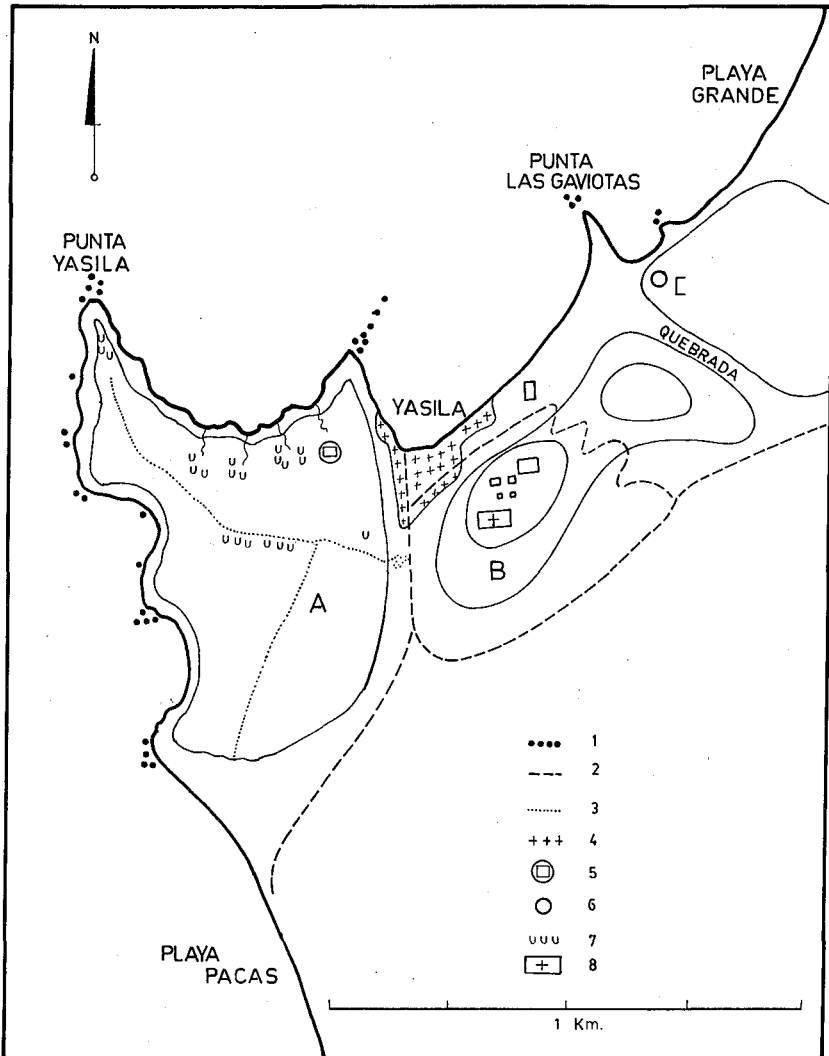 N
PLAYA
GRANDE
PUNTA
LAS GAVIOTAS
PUNTA
YASILA
C
QUEBRADA
YASILA
B
A
1
2
3
4
5
6
7
8
PLAYA
PACAS
1 Km.